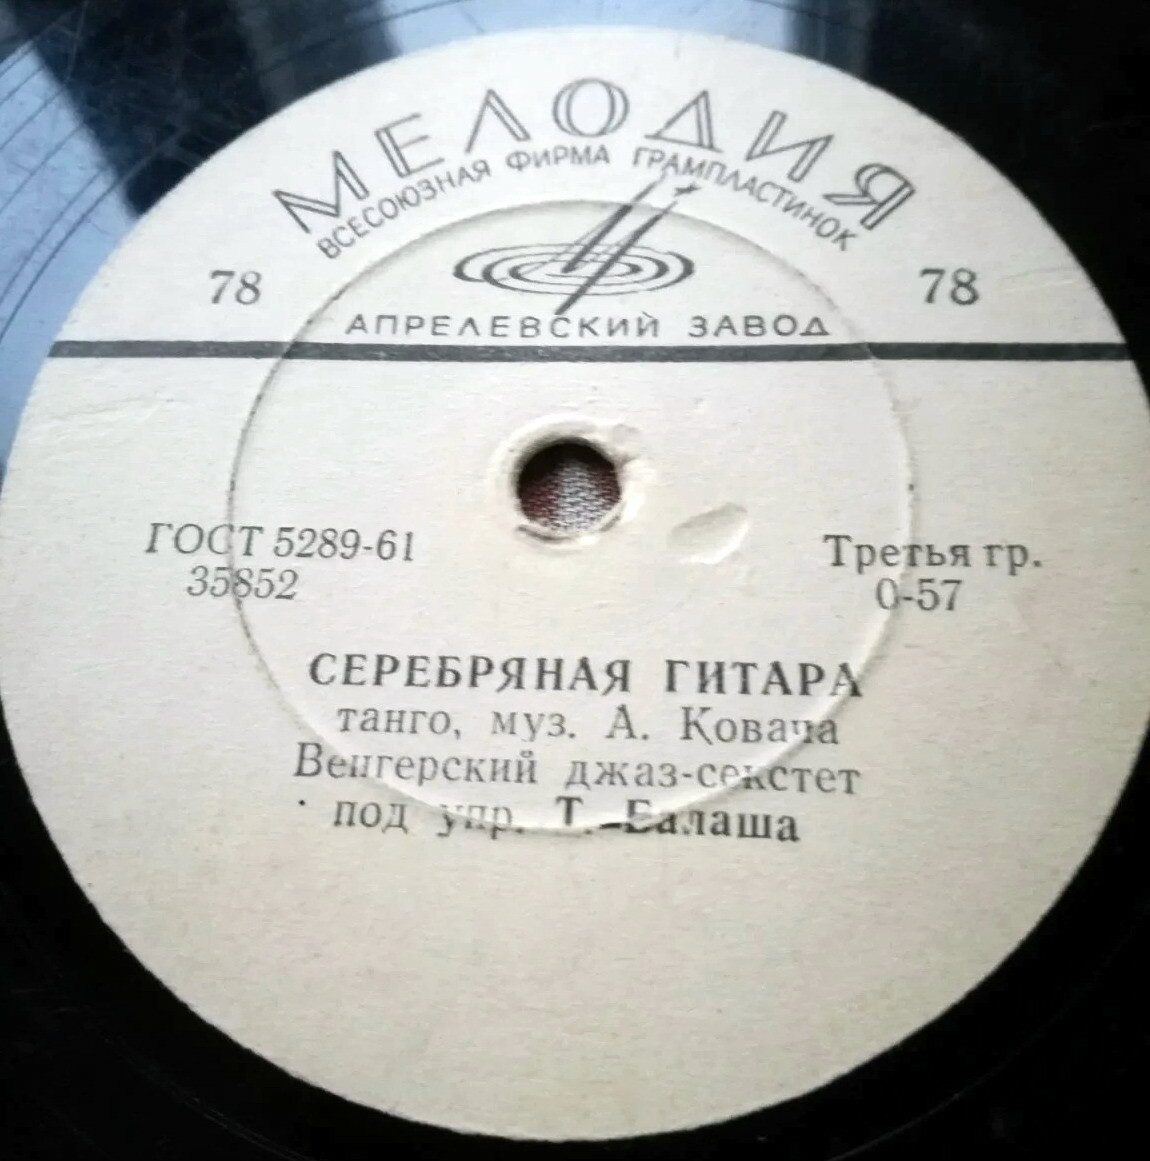 МЕЛОДИЯ
ВСЕСОЮЗНАЯ ФИРМА ГРАМПЛАСТИНОК
78 78
АПРЕЛЕВСКИЙ ЗАВОД
ГОСТ 5289-61 Третья гр.
35852 0-57
СЕРЕБРЯНАЯ ГИТАРА
танго, муз. А. Ковача
Венгерский джаз-секстет
под упр. Т. Балаша